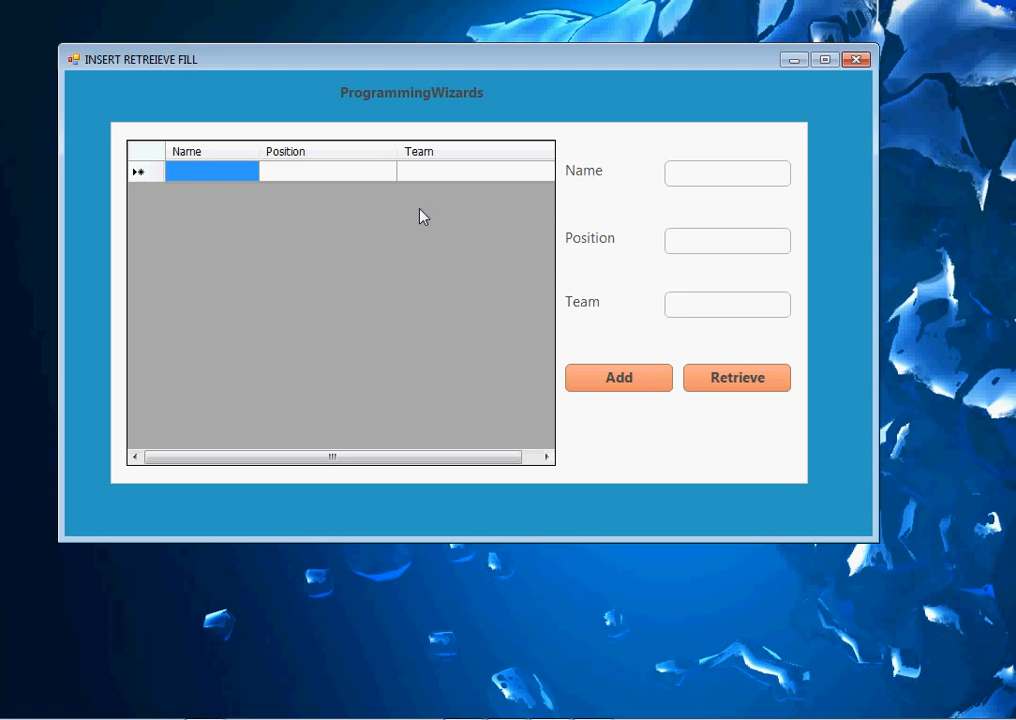 INSERT RETREIEVE FILL
ProgrammingWizards
Name Position Team
Name
Position
Team
Add Retrieve